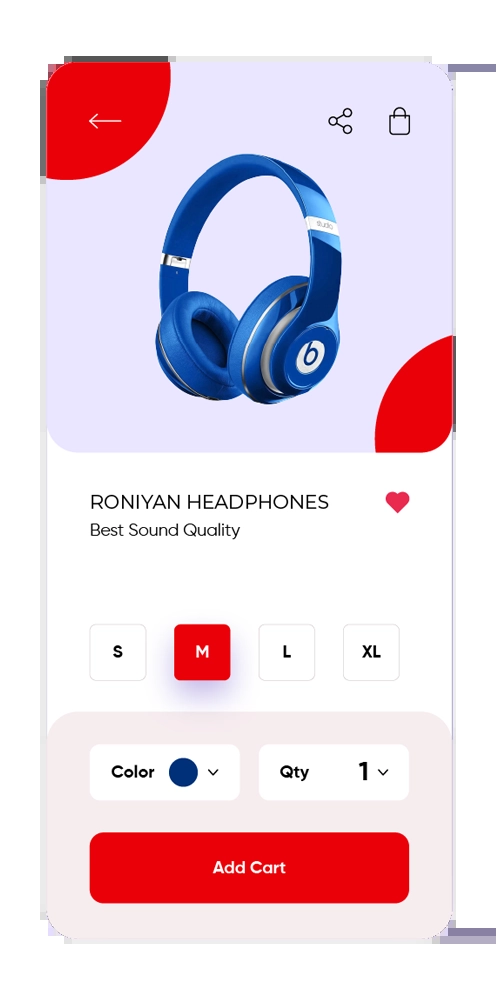 studio
b
RONIYAN HEADPHONES
Best Sound Quality
S M L XL
Color Qty 1
Add Cart